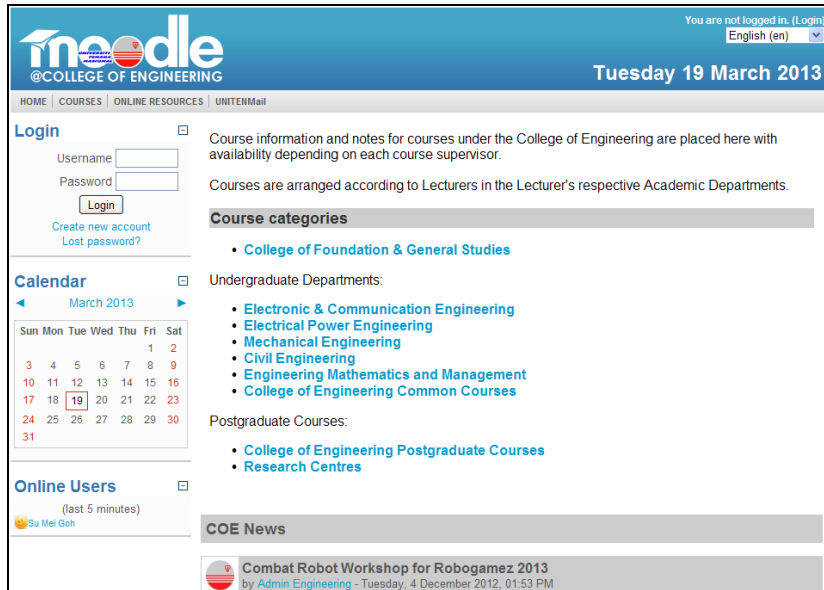 You are not logged in. (Login)
English (en)
moodle
UNIVERSITI
TENAGA
NASIONAL
@COLLEGE OF ENGINEERING
Tuesday 19 March 2013
HOME COURSES ONLINE RESOURCES UNITENMail
Login
Username
Password
Login
Create new account
Lost password?
Calendar
March 2013
Sun Mon Tue Wed Thu Fri Sat
1 2
3 4 5 6 7 8 9
10 11 12 13 14 15 16
17 18 19 20 21 22 23
24 25 26 27 28 29 30
31
Online Users
(last 5 minutes)
Su Mei Goh
Course information and notes for courses under the College of Engineering are placed here with
availability depending on each course supervisor.
Courses are arranged according to Lecturers in the Lecturer's respective Academic Departments.
Course categories
• College of Foundation & General Studies
Undergraduate Departments:
• Electronic & Communication Engineering
• Electrical Power Engineering
• Mechanical Engineering
• Civil Engineering
• Engineering Mathematics and Management
• College of Engineering Common Courses
Postgraduate Courses:
• College of Engineering Postgraduate Courses
• Research Centres
COE News
Combat Robot Workshop for Robogamez 2013
by Admin Engineering - Tuesday, 4 December 2012, 01:53 PM